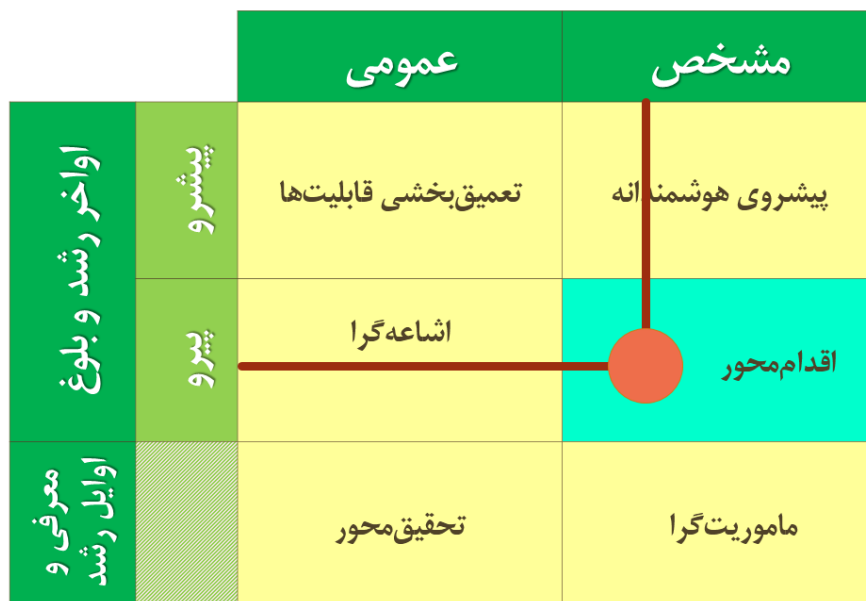 مشخص
عمومی
اواخر رشد و بلوغ
پیشرو
پیشروی هوشمندانه
تعمیق‌بخشی قابلیت‌ها
پیرو
اقدام‌محور
اشاعه‌گرا
معرفی و
اوایل رشد
ماموریت‌گرا
تحقیق‌محور